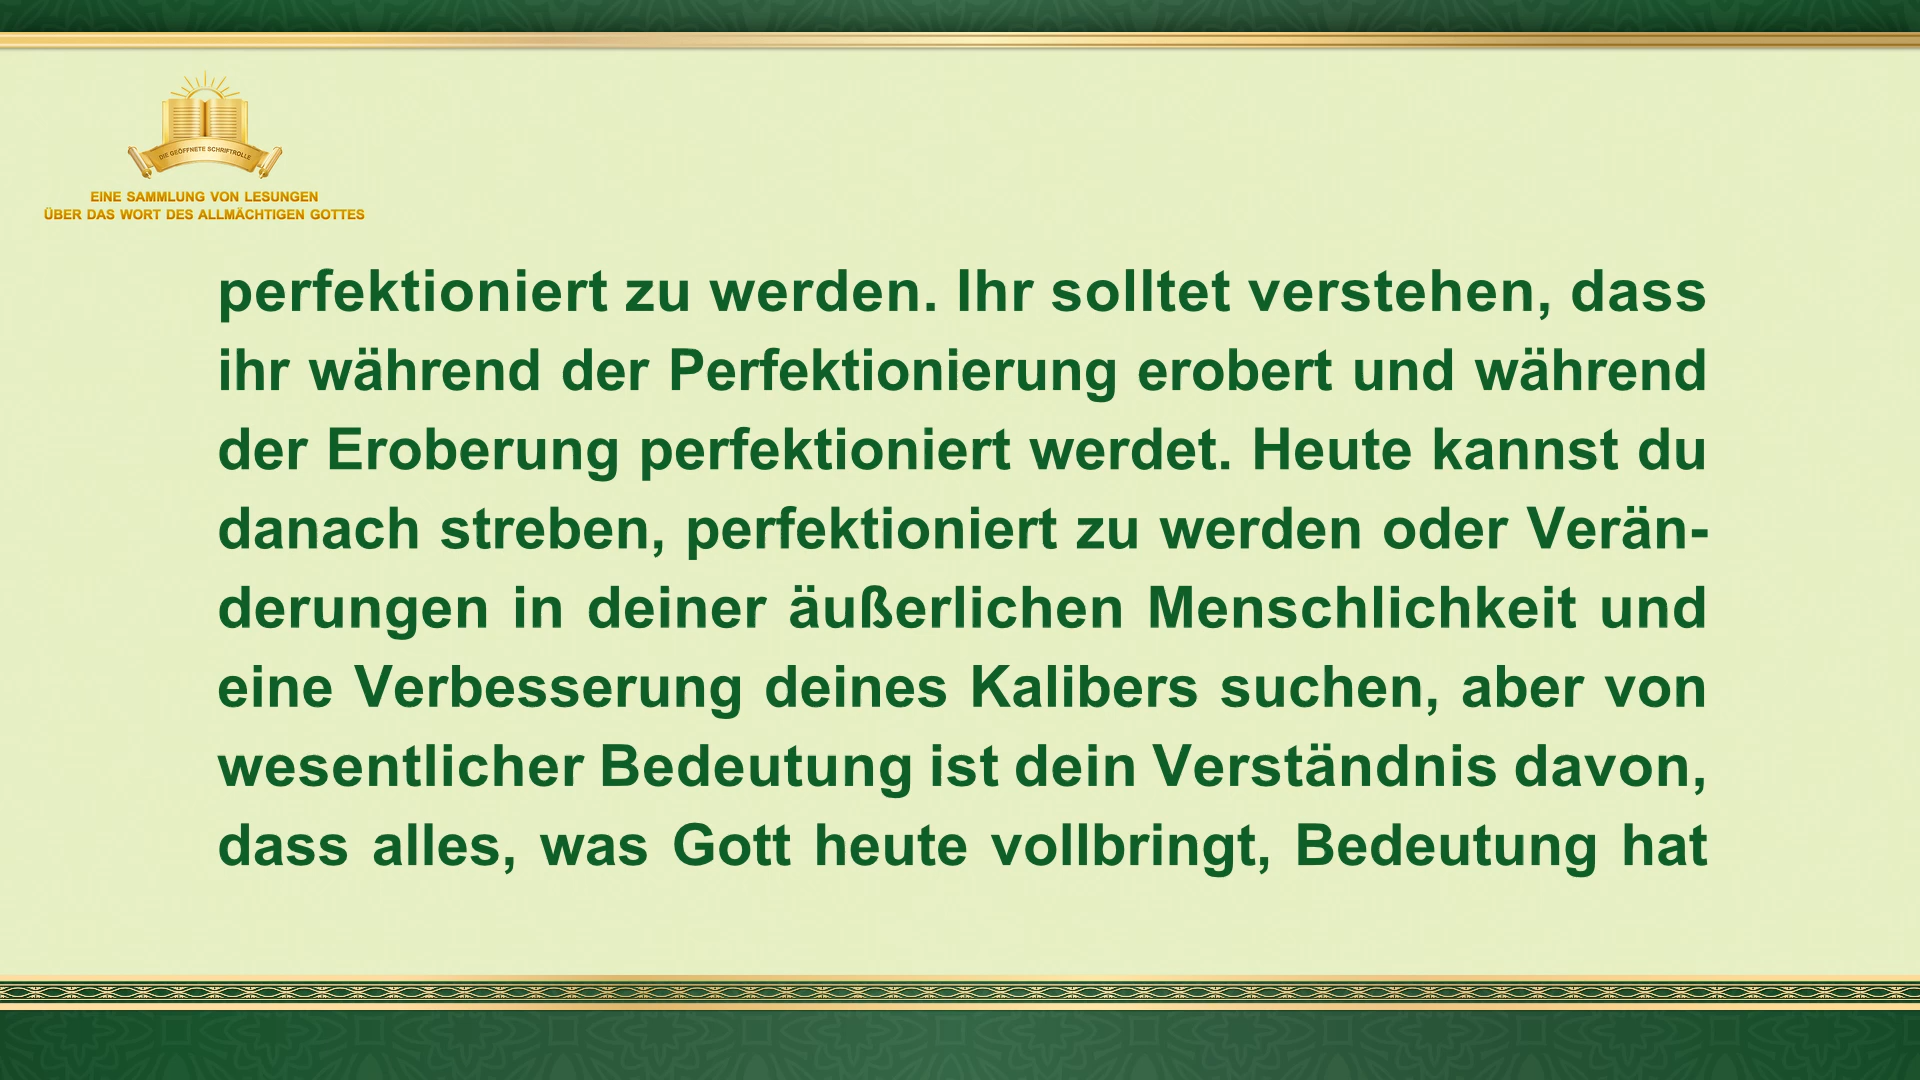 DIE GEÖFFNETE SCHRIFTROLLE
EINE SAMMLUNG VON LESUNGEN
ÜBER DAS WORT DES ALLMÄCHTIGEN GOTTES
perfektioniert zu werden. Ihr solltet verstehen, dass
ihr während der Perfektionierung erobert und während
der Eroberung perfektioniert werdet. Heute kannst du
danach streben, perfektioniert zu werden oder Verän-
derungen in deiner äußerlichen Menschlichkeit und
eine Verbesserung deines Kalibers suchen, aber von
wesentlicher Bedeutung ist dein Verständnis davon,
dass alles, was Gott heute vollbringt, Bedeutung hat